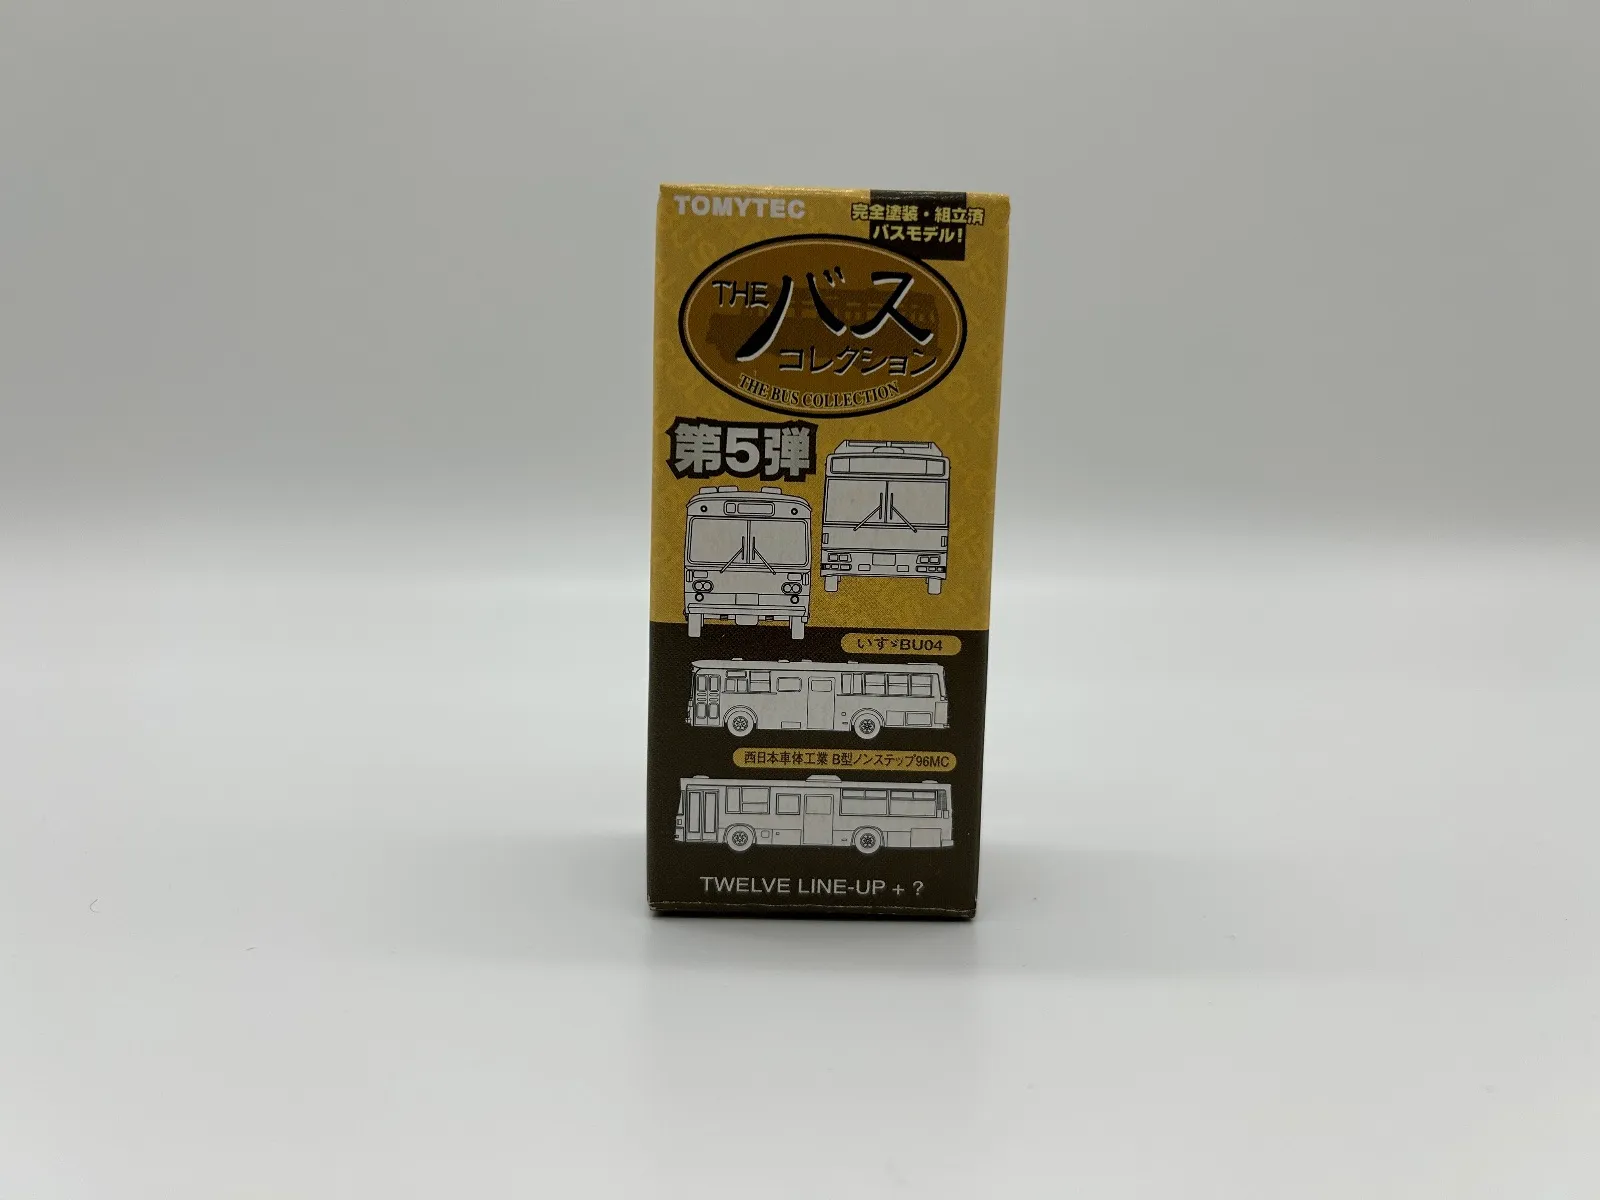 TOMYTEC
完全塗装・組立済
バスモデル!
THE バス
コレクション
THE BUS COLLECTION
第5弾
いすゞBU04
西日本車体工業 B型ノンステップ96MC
TWELVE LINE-UP + ?